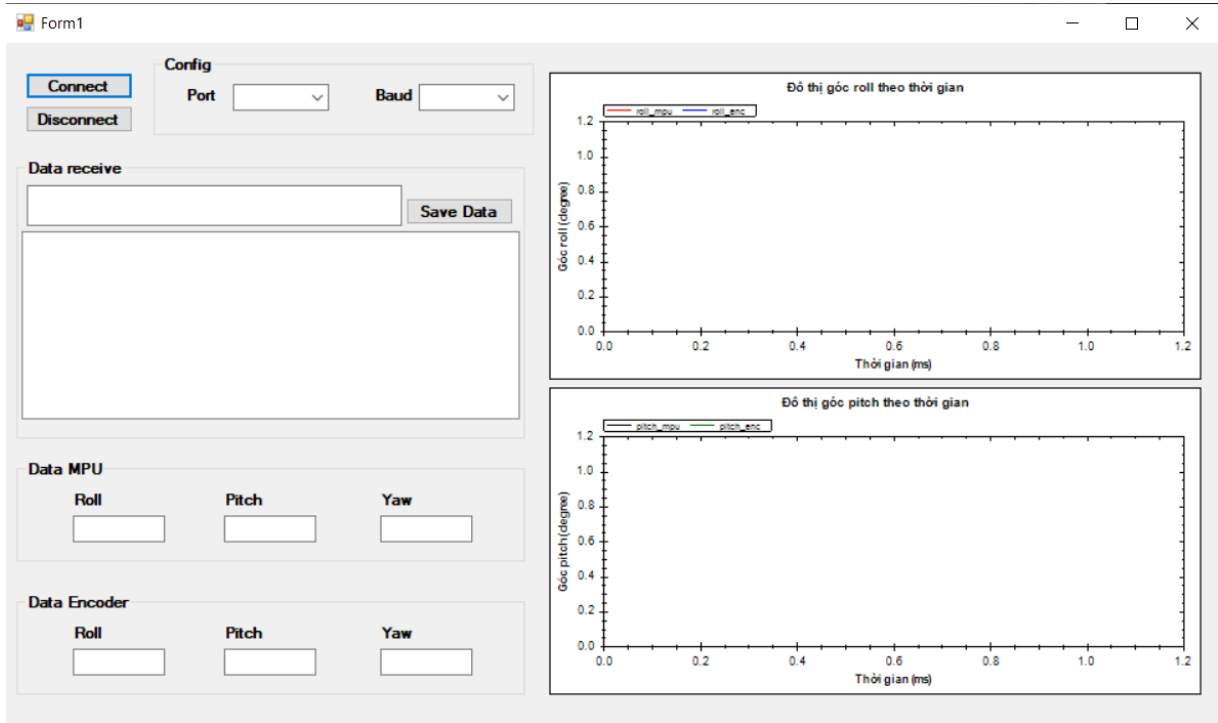 Form1
Connect
Disconnect
Config
Port
Baud
Data receive
Save Data
Data MPU
Roll Pitch Yaw
Data Encoder
Roll Pitch Yaw
Đồ thị góc roll theo thời gian
roll_mpu roll_enc
1.2
1.0
0.8
0.6
0.4
0.2
0.0
Góc roll (degree)
0.0 0.2 0.4 0.6 0.8 1.0 1.2
Thời gian (ms)
Đồ thị góc pitch theo thời gian
pitch_mpu pitch_enc
1.2
1.0
0.8
0.6
0.4
0.2
0.0
Góc pitch (degree)
0.0 0.2 0.4 0.6 0.8 1.0 1.2
Thời gian (ms)